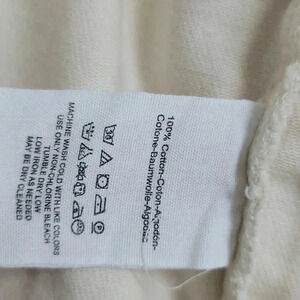 100% Cotton-Coton-Algodón-
Cotone-Baumwolle-Algodão
30
MACHINE WASH COLD WITH LIKE COLORS
USE ONLY NON-CHLORINE BLEACH
TUMBLE DRY LOW
LOW IRON AS NEEDED
MAY BE DRY CLEANED